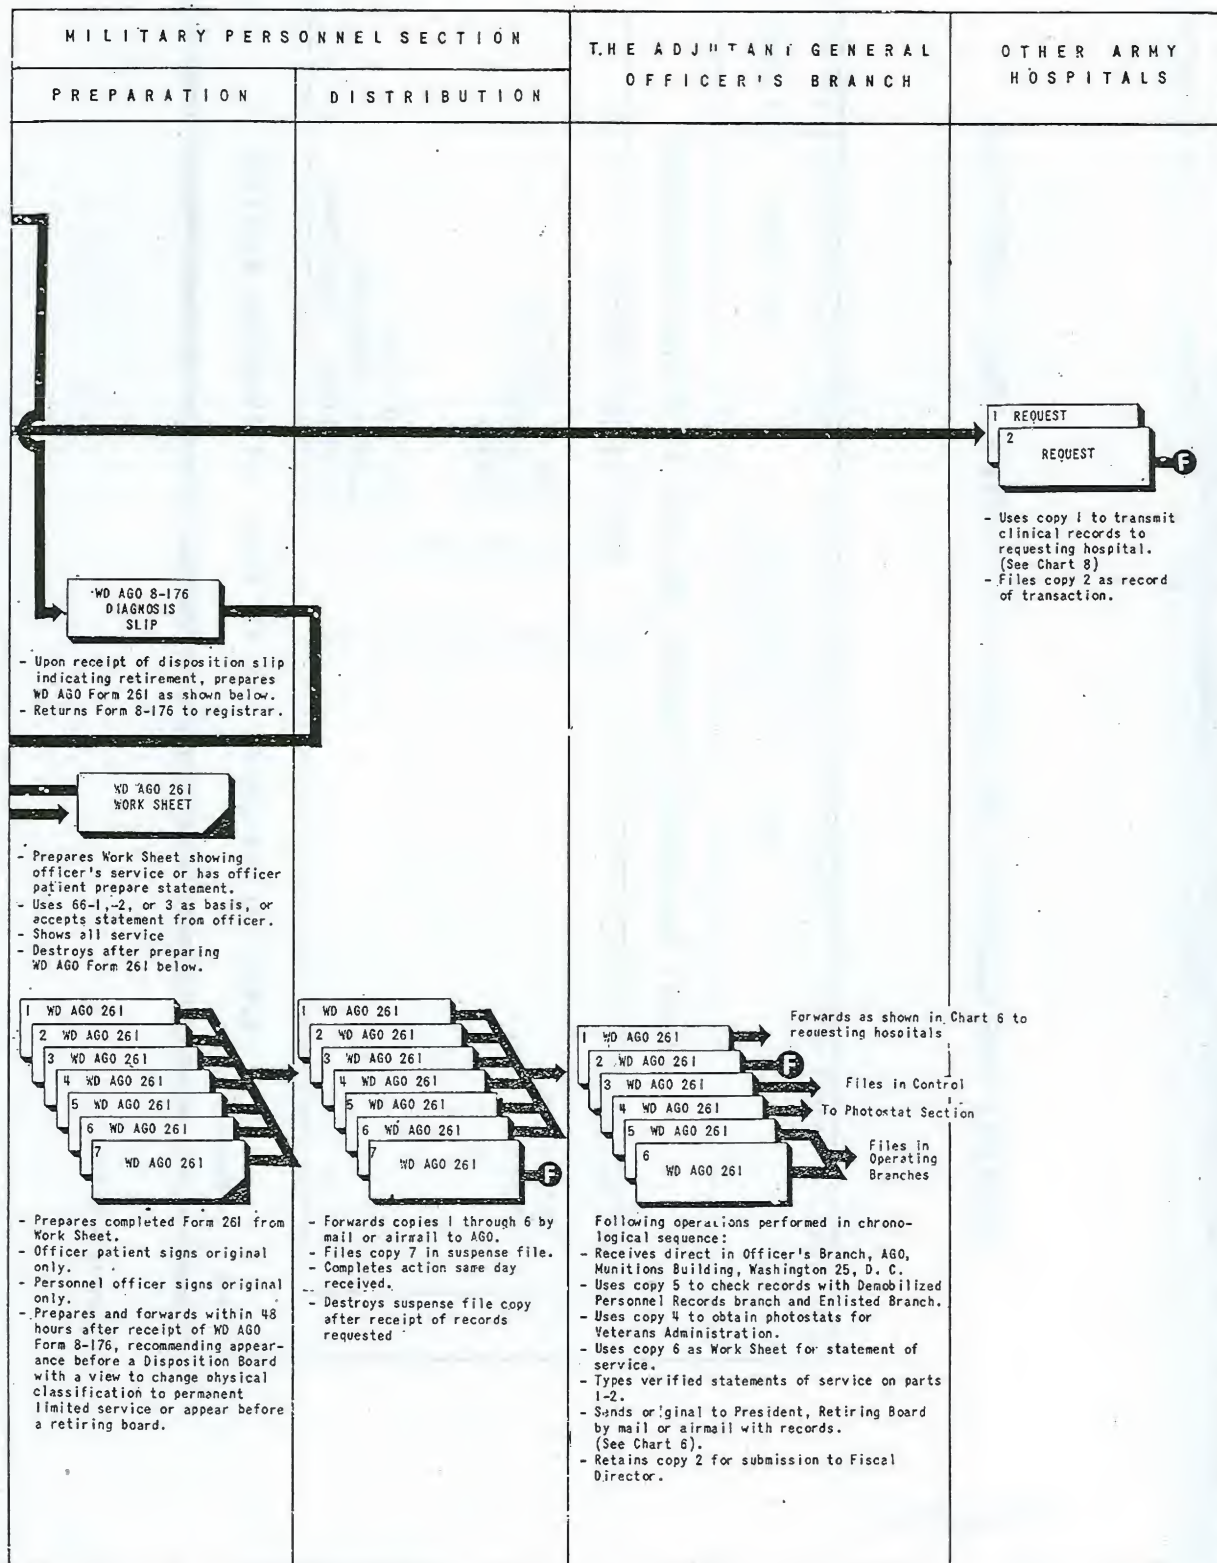 MILITARY PERSONNEL SECTION
PREPARATION
DISTRIBUTION
THE ADJUTANT GENERAL
OFFICER'S BRANCH
OTHER ARMY
HOSPITALS
1 REQUEST
2
REQUEST
F
- Uses copy 1 to transmit
clinical records to
requesting hospital.
(See Chart 8)
- Files copy 2 as record
of transaction.
WD AGO 8-176
DIAGNOSIS
SLIP
- Upon receipt of disposition slip
indicating retirement, prepares
WD AGO Form 261 as shown below.
- Returns Form 8-176 to registrar.
WD AGO 261
WORK SHEET
- Prepares Work Sheet showing
officer's service or has officer
patient prepare statement.
- Uses 66-1,-2, or 3 as basis, or
accepts statement from officer.
- Shows all service
- Destroys after preparing
WD AGO Form 261 below.
1 WD AGO 261
2 WD AGO 261
3 WD AGO 261
4 WD AGO 261
5 WD AGO 261
6 WD AGO 261
7
WD AGO 261
- Prepares completed Form 261 from
Work Sheet.
- Officer patient signs original
only.
- Personnel officer signs original
only.
- Prepares and forwards within 48
hours after receipt of WD AGO
Form 8-176, recommending appear-
ance before a Disposition Board
with a view to change physical
classification to permanent
limited service or appear before
a retiring board.
1 WD AGO 261
2 WD AGO 261
3 WD AGO 261
4 WD AGO 261
5 WD AGO 261
6 WD AGO 261
7
WD AGO 261
F
- Forwards copies 1 through 6 by
mail or airmail to AGO.
- Files copy 7 in suspense file.
- Completes action same day
received.
- Destroys suspense file copy
after receipt of records
requested
1 WD AGO 261
2 WD AGO 261
3 WD AGO 261
4 WD AGO 261
5 WD AGO 261
6
WD AGO 261
Forwards as shown in Chart 6 to
requesting hospitals
F
Files in Control
To Photostat Section
Files in
Operating
Branches
Following operations performed in chrono-
logical sequence:
- Receives direct in Officer's Branch, AGO,
Munitions Building, Washington 25, D. C.
- Uses copy 5 to check records with Demobilized
Personnel Records branch and Enlisted Branch.
- Uses copy 4 to obtain photostats for
Veterans Administration.
- Uses copy 6 as Work Sheet for statement of
service.
- Types verified statements of service on parts
1-2.
- Sends original to President, Retiring Board
by mail or airmail with records.
(See Chart 6).
- Retains copy 2 for submission to Fiscal
Director.